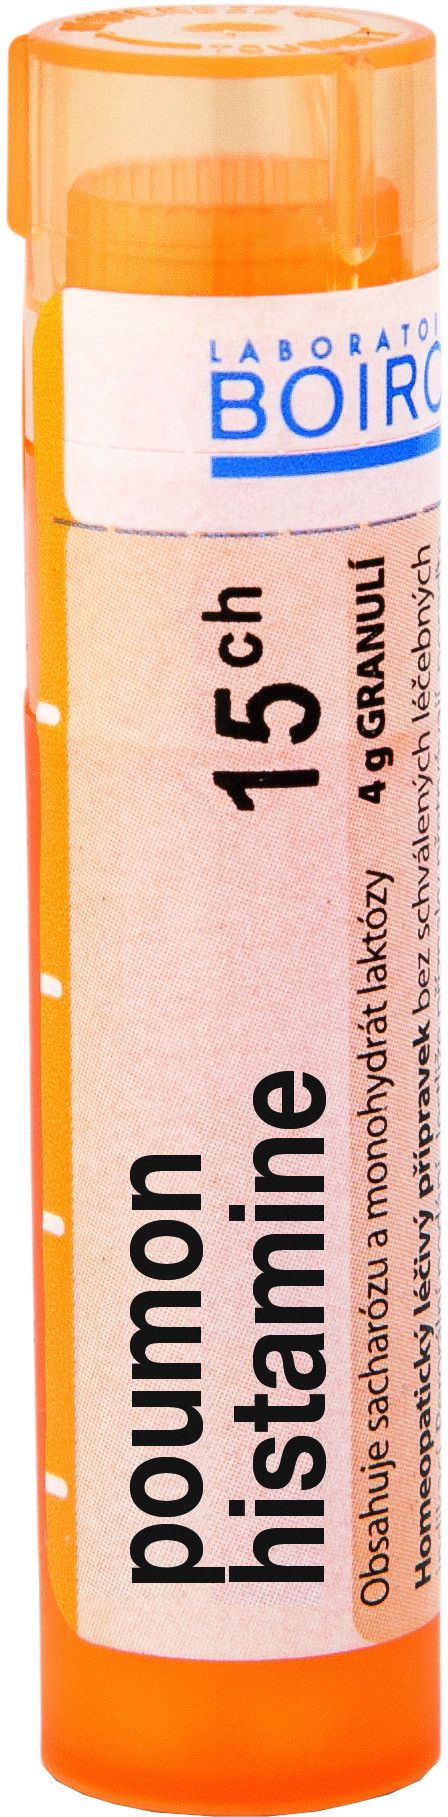 LABORATOI
BOIRO
poumon
histamine
15 ch
4 g GRANULÍ
Obsahuje sacharózu a monohydrát laktózy
Homeopatický léčivý přípravek bez schválených léčebných